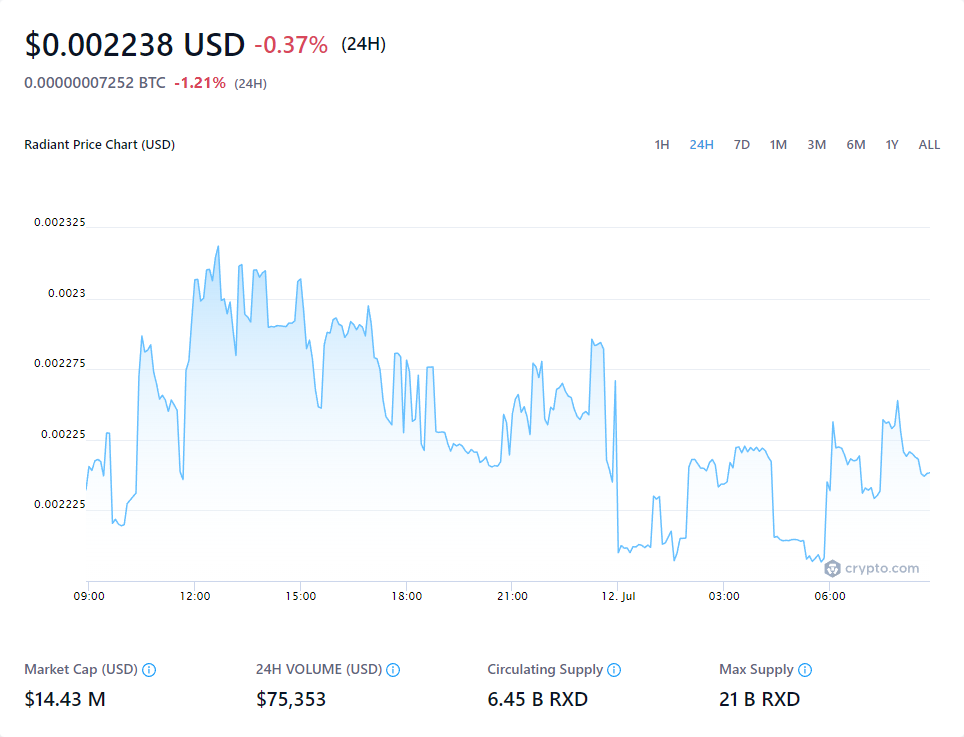 $0.002238 USD -0.37% (24H)
0.00000007252 BTC -1.21% (24H)
Radiant Price Chart (USD) 1H 24H 7D 1M 3M 6M 1Y ALL
0.002325
0.0023
0.002275
0.00225
0.002225
crypto.com
09:00 12:00 15:00 18:00 21:00 12. Jul 03:00 06:00
Market Cap (USD) 24H VOLUME (USD) Circulating Supply Max Supply
$14.43 M $75,353 6.45 B RXD 21 B RXD